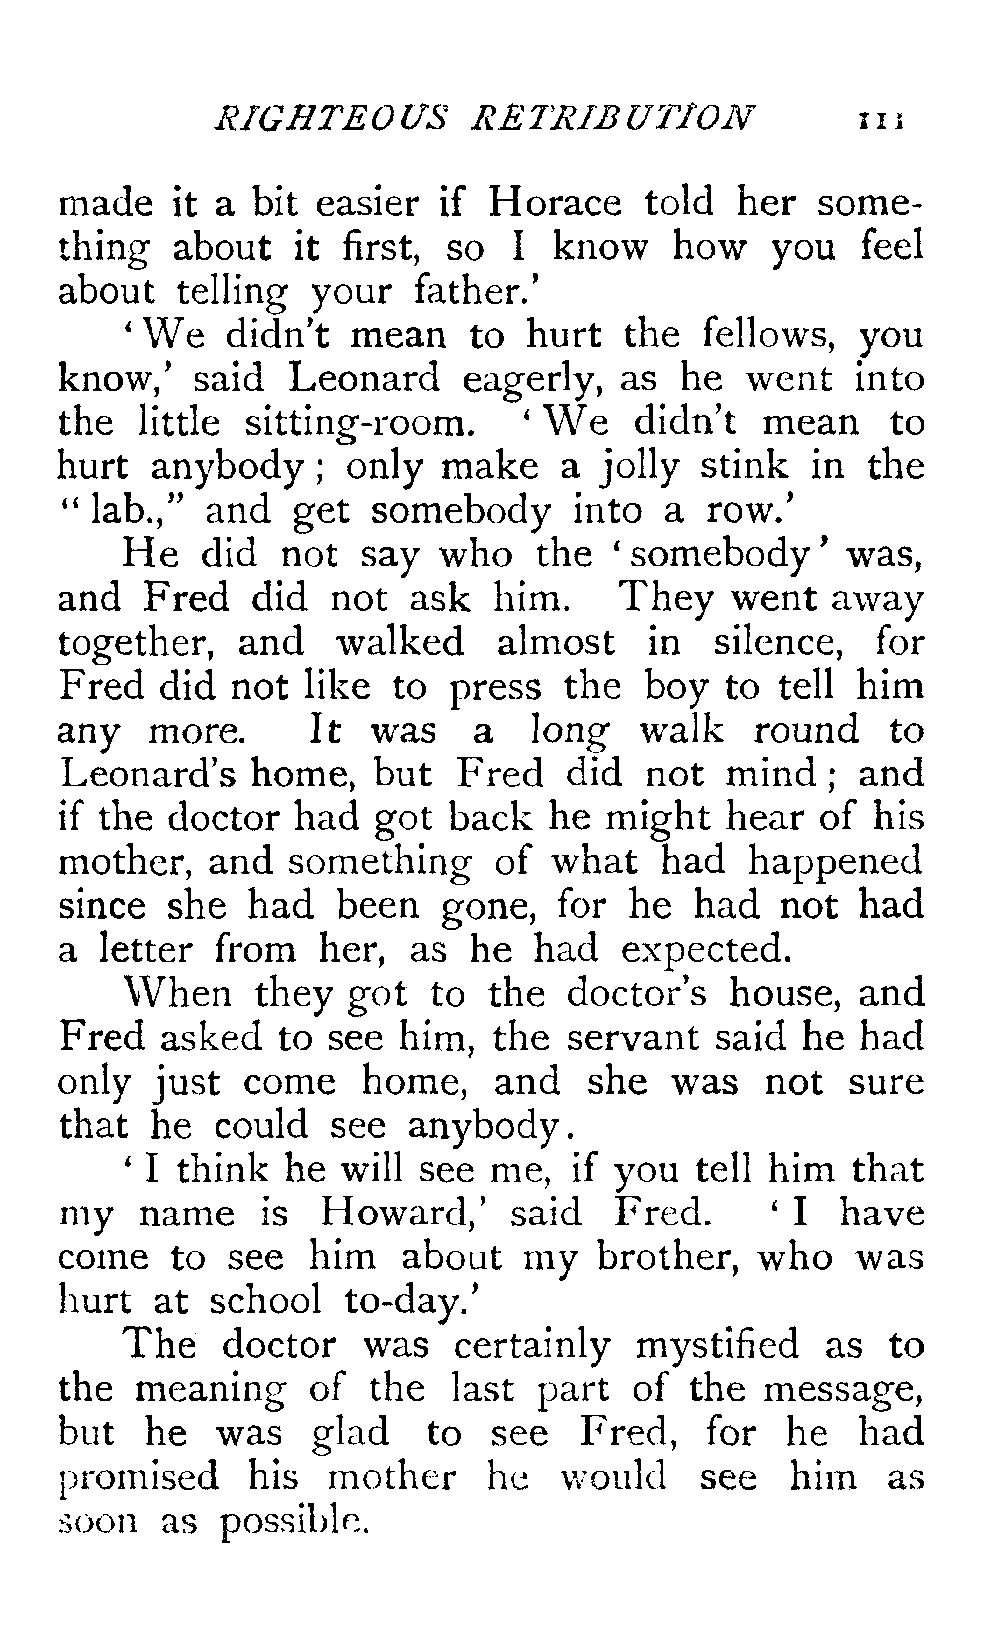 RIGHTEOUS RETRIBUTION 111
made it a bit easier if Horace told her some-
thing about it first, so I know how you feel
about telling your father.'
‘ We didn't mean to hurt the fellows, you
know,' said Leonard eagerly, as he went into
the little sitting-room. ‘ We didn't mean to
hurt anybody ; only make a jolly stink in the
“ lab.,” and get somebody into a row.'
He did not say who the ‘ somebody ’ was,
and Fred did not ask him. They went away
together, and walked almost in silence, for
Fred did not like to press the boy to tell him
any more. It was a long walk round to
Leonard's home, but Fred did not mind ; and
if the doctor had got back he might hear of his
mother, and something of what had happened
since she had been gone, for he had not had
a letter from her, as he had expected.
When they got to the doctor's house, and
Fred asked to see him, the servant said he had
only just come home, and she was not sure
that he could see anybody.
‘ I think he will see me, if you tell him that
my name is Howard,' said Fred. ‘ I have
come to see him about my brother, who was
hurt at school to-day.'
The doctor was certainly mystified as to
the meaning of the last part of the message,
but he was glad to see Fred, for he had
promised his mother he would see him as
soon as possible.